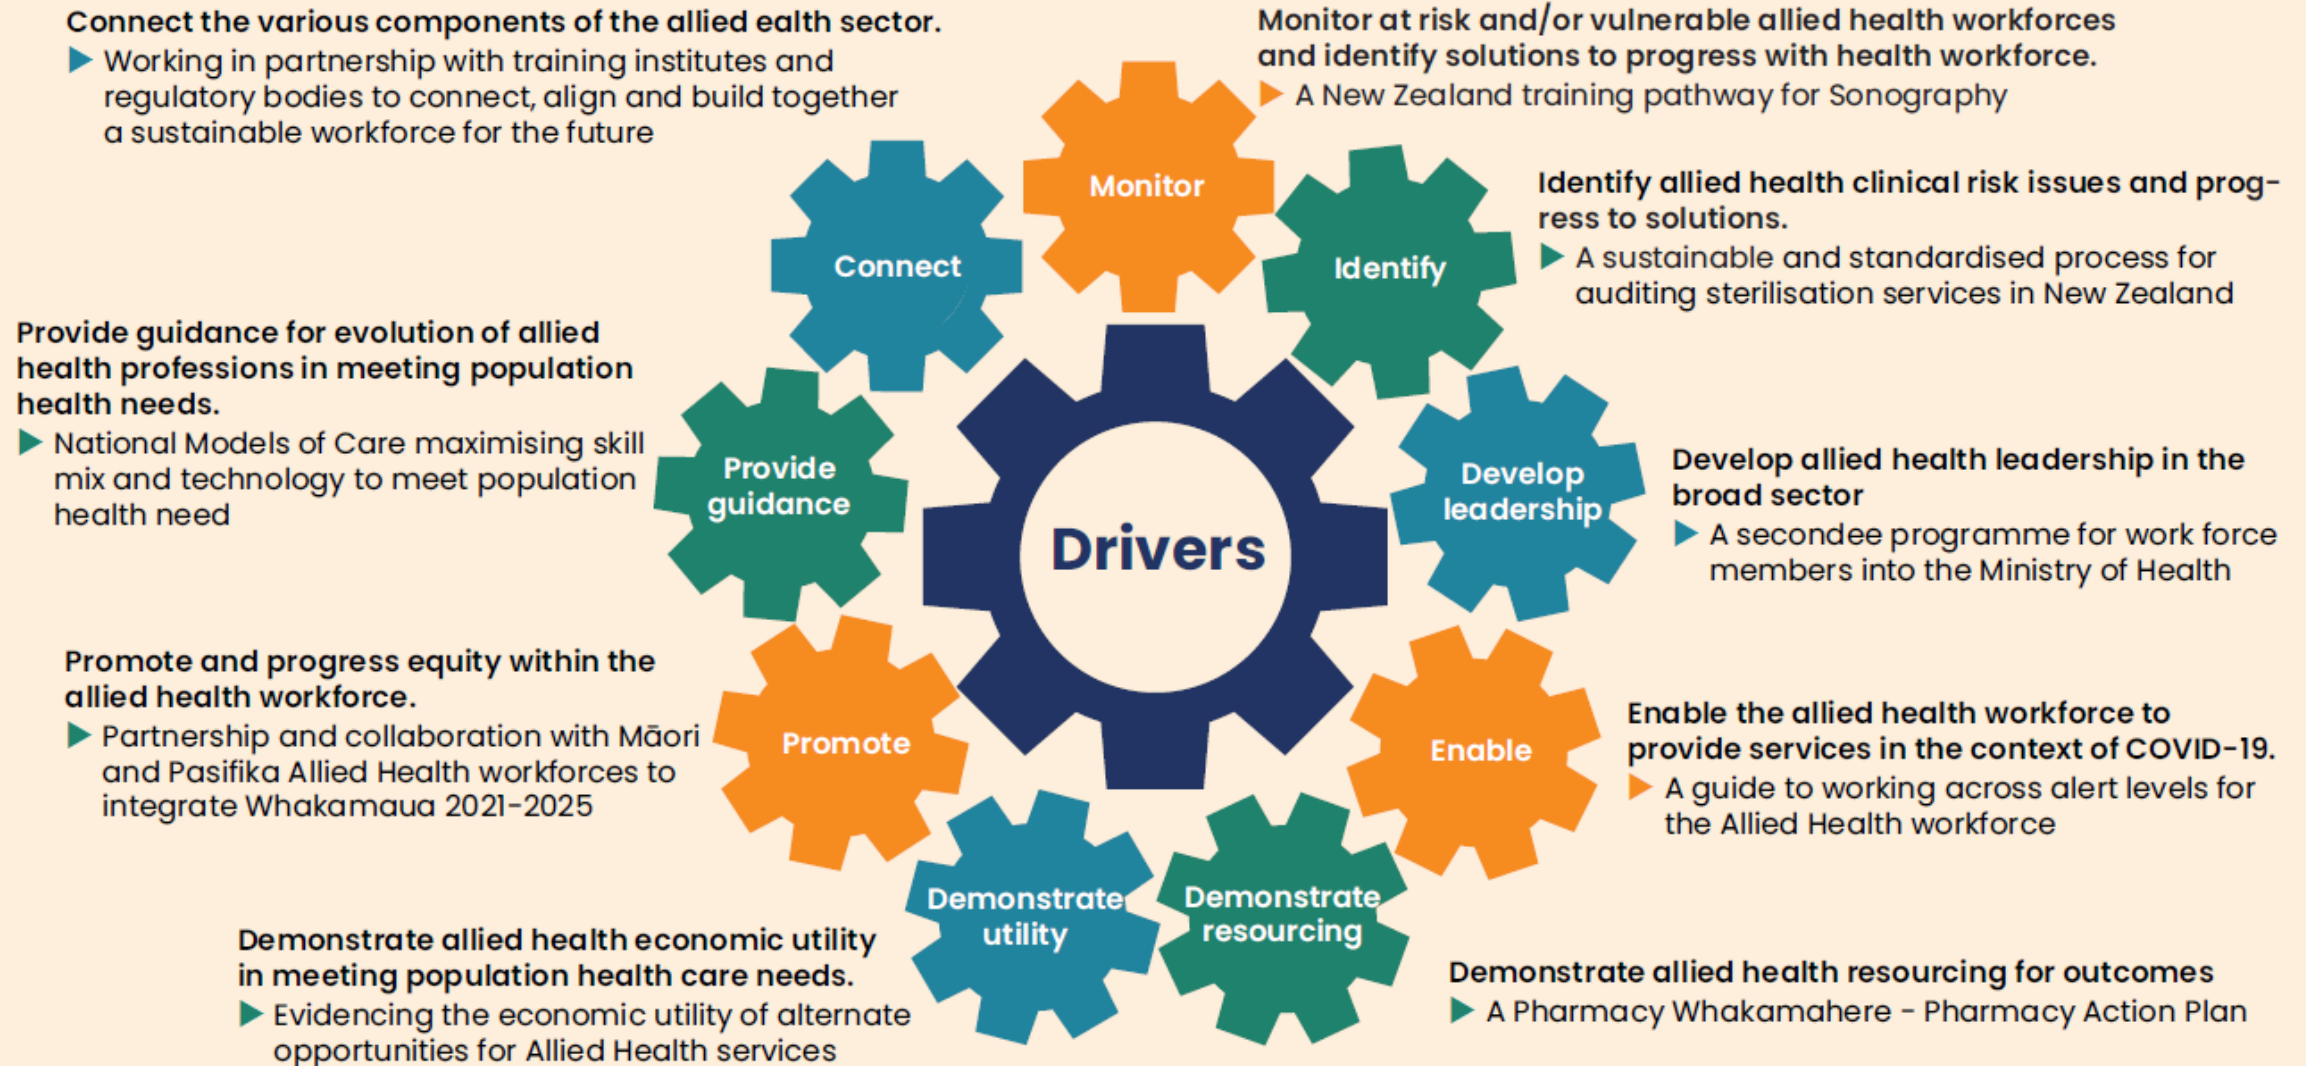 Connect the various components of the allied ealth sector.
Working in partnership with training institutes and
regulatory bodies to connect, align and build together
a sustainable workforce for the future
Monitor at risk and/or vulnerable allied health workforces
and identify solutions to progress with health workforce.
A New Zealand training pathway for Sonography
Identify allied health clinical risk issues and prog-
ress to solutions.
A sustainable and standardised process for
auditing sterilisation services in New Zealand
Provide guidance for evolution of allied
health professions in meeting population
health needs.
National Models of Care maximising skill
mix and technology to meet population
health need
Develop allied health leadership in the
broad sector
A secondee programme for work force
members into the Ministry of Health
Promote and progress equity within the
allied health workforce.
Partnership and collaboration with Māori
and Pasifika Allied Health workforces to
integrate Whakamaua 2021-2025
Enable the allied health workforce to
provide services in the context of COVID-19.
A guide to working across alert levels for
the Allied Health workforce
Demonstrate allied health economic utility
in meeting population health care needs.
Evidencing the economic utility of alternate
opportunities for Allied Health services
Demonstrate allied health resourcing for outcomes
A Pharmacy Whakamahere - Pharmacy Action Plan
Monitor
Connect
Identify
Provide
guidance
Develop
leadership
Drivers
Promote
Enable
Demonstrate
utility
Demonstrate
resourcing